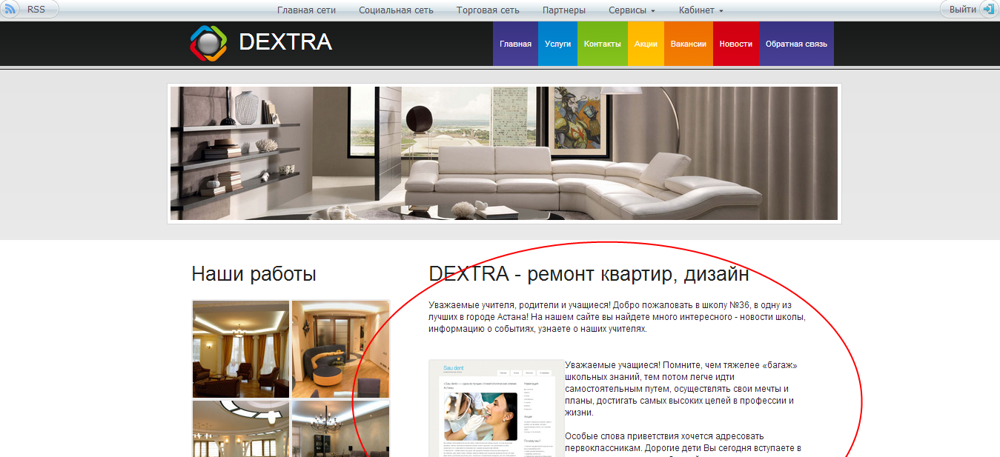 RSS
Главная сети Социальная сеть Торговая сеть Партнеры Сервисы Кабинет
Выйти
DEXTRA
Главная Услуги Контакты Акции Вакансии Новости Обратная связь
Наши работы
DEXTRA - ремонт квартир, дизайн
Уважаемые учителя, родители и учащиеся! Добро пожаловать в школу №36, в одну из
лучших в городе Астана! На нашем сайте вы найдете много интересного - новости школы,
информацию о событиях, узнаете о наших учителях.
Sau dent
Навигация
Акции
Почему мы?
Уважаемые учащиеся! Помните, чем тяжелее «багаж»
школьных знаний, тем потом легче идти
самостоятельным путем, осуществлять свои мечты и
планы, достигать самых высоких целей в профессии и
жизни.
Особые слова приветствия хочется адресовать
первоклассникам. Дорогие дети Вы сегодня вступаете в